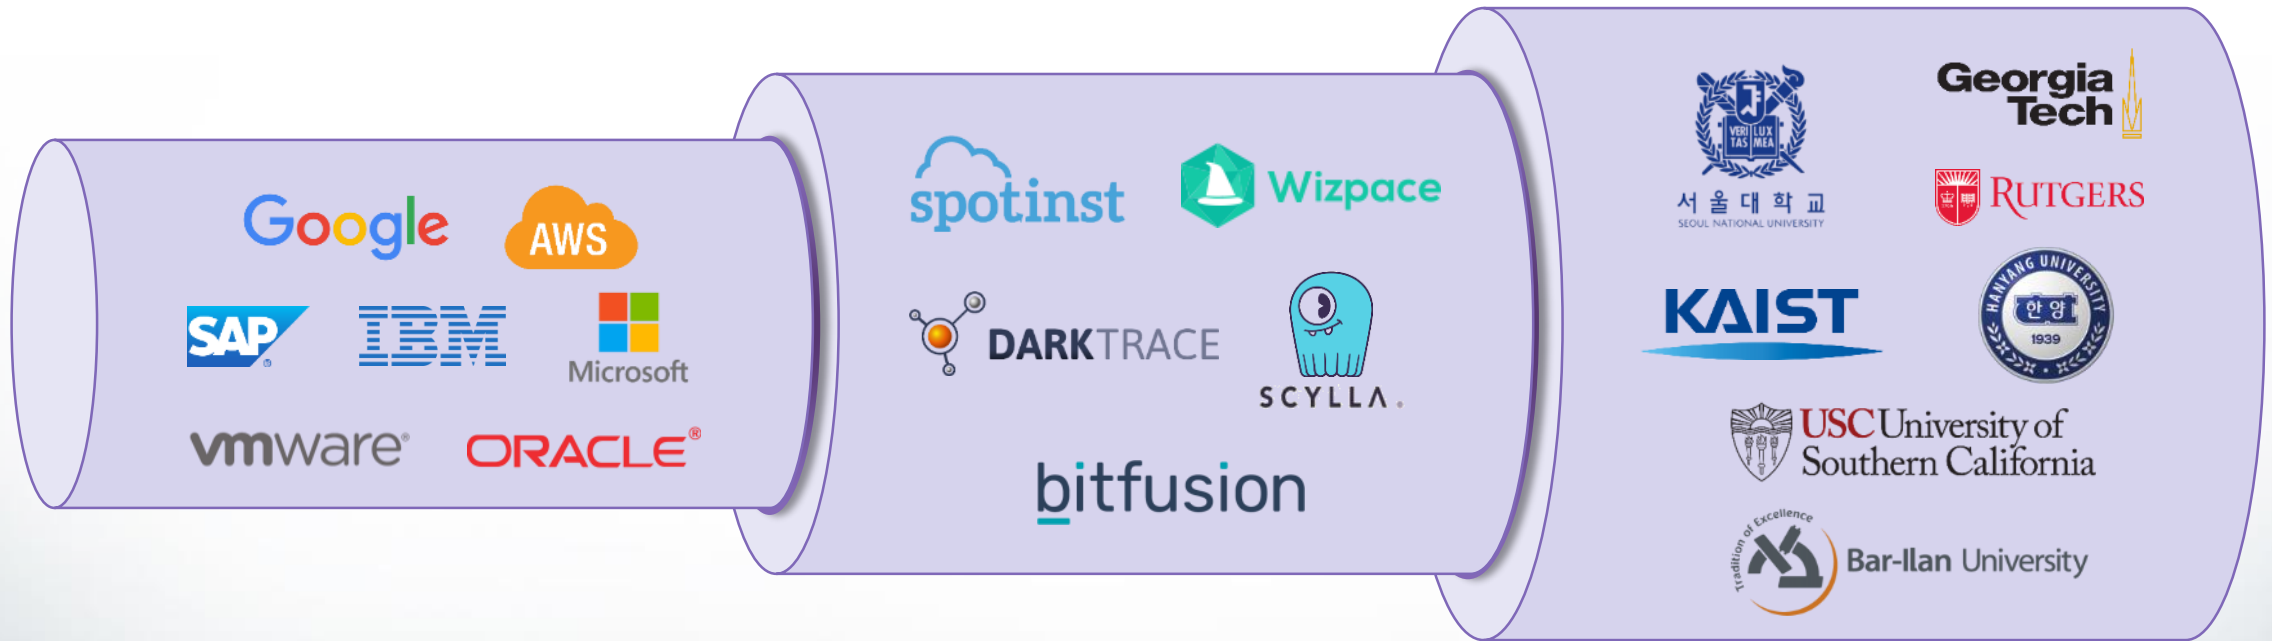 Google
AWS
SAP®
IBM
Microsoft
vmware®
ORACLE®
spotinst
Wizpace
DARKTRACE
SCYLLA.
bitfusion
VERI LUX
TAS MEA
서울대학교
SEOUL NATIONAL UNIVERSITY
Georgia
Tech
RUTGERS
KAIST
HANYANG UNIVERSITY
한양
1939
USC University of
Southern California
Tradition of Excellence
Bar-Ilan University